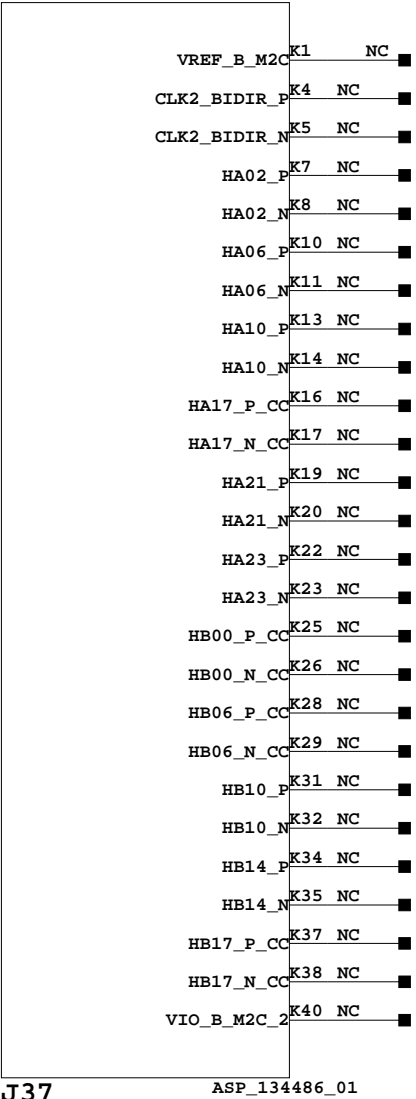 VREF_B_M2C K1 NC
CLK2_BIDIR_P K4 NC
CLK2_BIDIR_N K5 NC
HA02_P K7 NC
HA02_N K8 NC
HA06_P K10 NC
HA06_N K11 NC
HA10_P K13 NC
HA10_N K14 NC
HA17_P_CC K16 NC
HA17_N_CC K17 NC
HA21_P K19 NC
HA21_N K20 NC
HA23_P K22 NC
HA23_N K23 NC
HB00_P_CC K25 NC
HB00_N_CC K26 NC
HB06_P_CC K28 NC
HB06_N_CC K29 NC
HB10_P K31 NC
HB10_N K32 NC
HB14_P K34 NC
HB14_N K35 NC
HB17_P_CC K37 NC
HB17_N_CC K38 NC
VIO_B_M2C_2 K40 NC
J37 ASP_134486_01